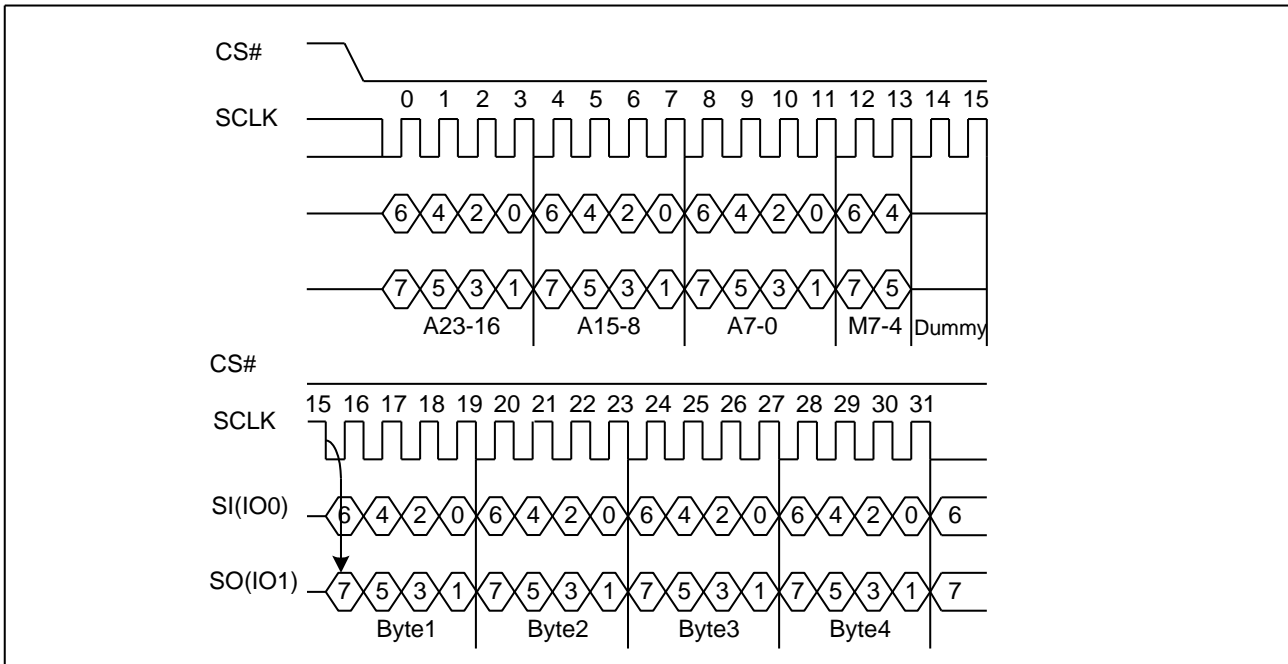 CS#
0 1 2 3 4 5 6 7 8 9 10 11 12 13 14 15
SCLK
6 4 2 0 6 4 2 0 6 4 2 0 6 4
7 5 3 1 7 5 3 1 7 5 3 1 7 5
A23-16 A15-8 A7-0 M7-4 Dummy
CS#
15 16 17 18 19 20 21 22 23 24 25 26 27 28 29 30 31
SCLK
SI(IO0) 6 4 2 0 6 4 2 0 6 4 2 0 6 4 2 0 6
SO(IO1) 7 5 3 1 7 5 3 1 7 5 3 1 7 5 3 1 7
Byte1 Byte2 Byte3 Byte4